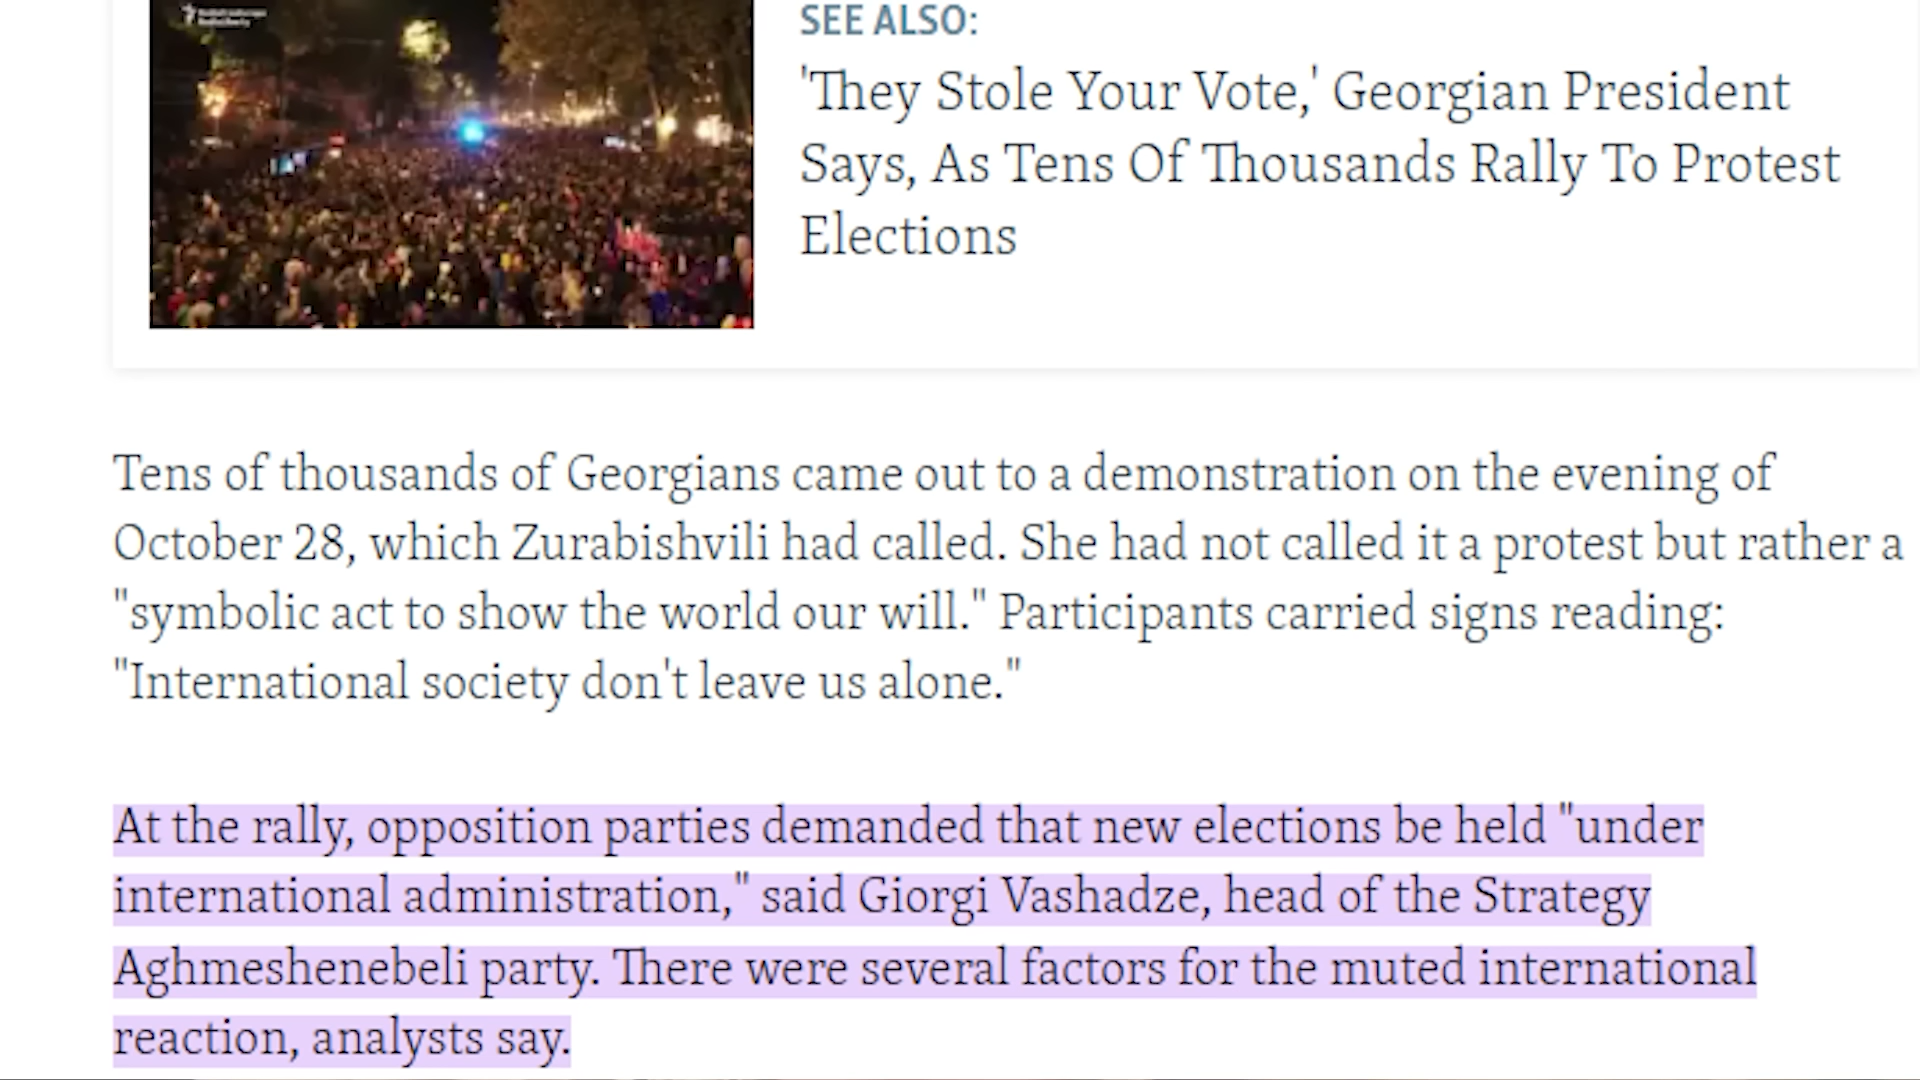 SEE ALSO:
'They Stole Your Vote,' Georgian President
Says, As Tens Of Thousands Rally To Protest
Elections
Tens of thousands of Georgians came out to a demonstration on the evening of
October 28, which Zurabishvili had called. She had not called it a protest but rather a
"symbolic act to show the world our will." Participants carried signs reading:
"International society don't leave us alone."
At the rally, opposition parties demanded that new elections be held "under
international administration," said Giorgi Vashadze, head of the Strategy
Aghmeshenebeli party. There were several factors for the muted international
reaction, analysts say.